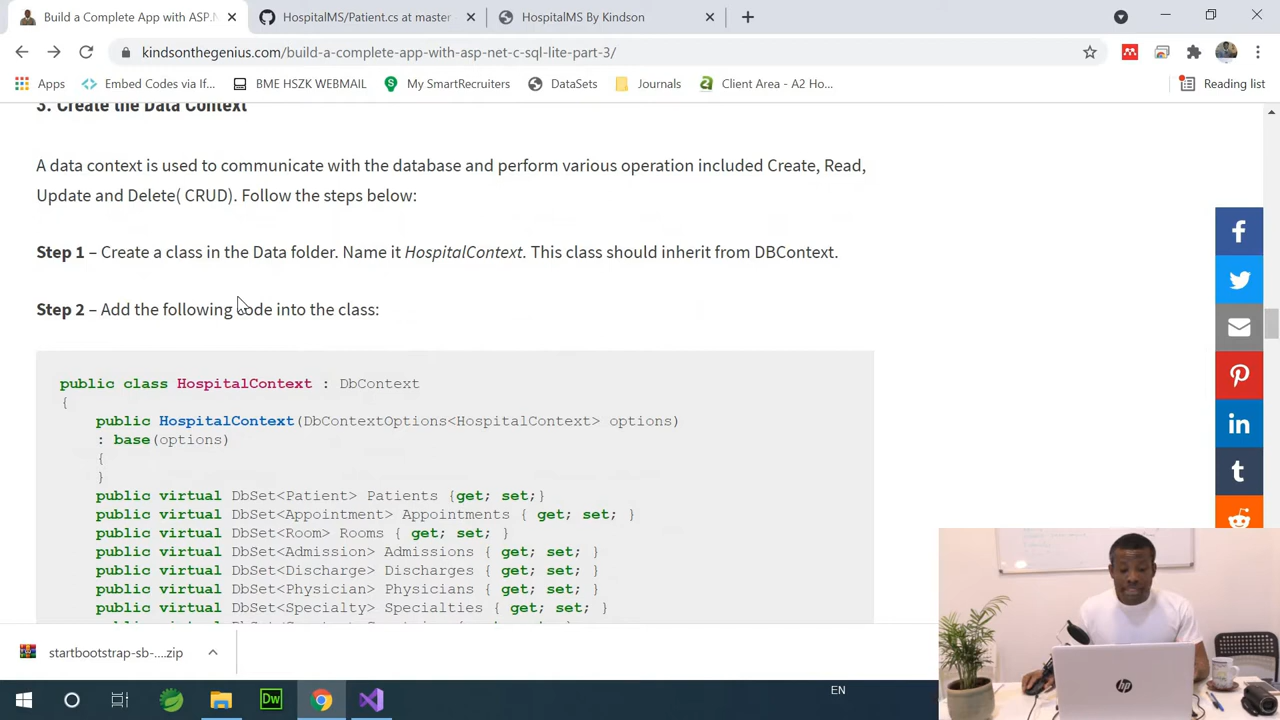 Build a Complete App with ASP.N
HospitalMS/Patient.cs at master
HospitalMS By Kindson
kindsonthegenius.com/build-a-complete-app-with-asp-net-c-sql-lite-part-3/
Apps
Embed Codes via If...
BME HSZK WEBMAIL
My SmartRecruiters
DataSets
Journals
Client Area - A2 Ho...
Reading list
3. Create the Data Context
A data context is used to communicate with the database and perform various operation included Create, Read,
Update and Delete( CRUD). Follow the steps below:
Step 1 – Create a class in the Data folder. Name it HospitalContext. This class should inherit from DBContext.
Step 2 – Add the following code into the class:
public class HospitalContext : DbContext
{
public HospitalContext(DbContextOptions<HospitalContext> options)
: base(options)
{
}
public virtual DbSet<Patient> Patients {get; set;}
public virtual DbSet<Appointment> Appointments { get; set; }
public virtual DbSet<Room> Rooms { get; set; }
public virtual DbSet<Admission> Admissions { get; set; }
public virtual DbSet<Discharge> Discharges { get; set; }
public virtual DbSet<Physician> Physicians { get; set; }
public virtual DbSet<Specialty> Specialties { get; set; }
startbootstrap-sb-....zip
Dw
EN
hp